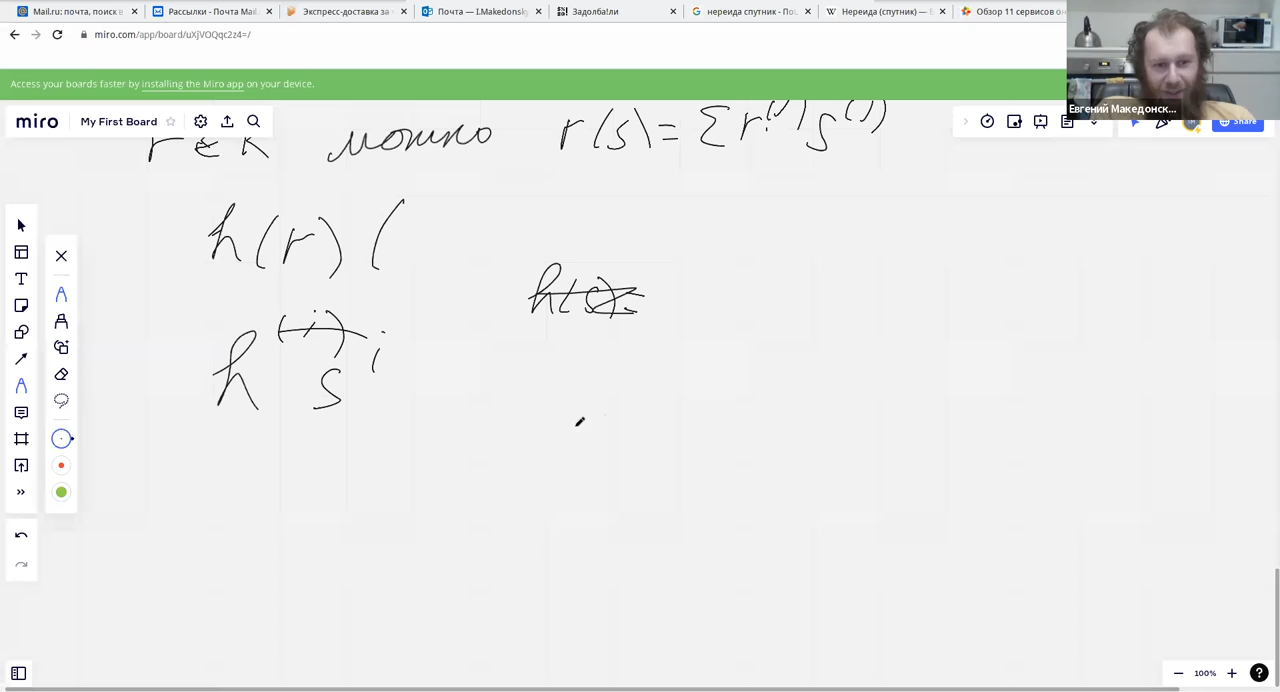 Mail.ru: почта, поиск в
Рассылки - Почта Mail.
Экспресс-доставка за
Почта — I.Makedonsk
Задолба!ли
нереида спутник - Пои
Нереида (спутник) —
Обзор 11 сервисов он
miro.com/app/board/uXjVOQqc2z4=/
Access your boards faster by installing the Miro app on your device.
Евгений Македонск...
miro
My First Board
Share
r ∈ K можно r(s) = Σ r^(i) s^(i)
h(r) (
h(s)=
h^(i) s^i
100%